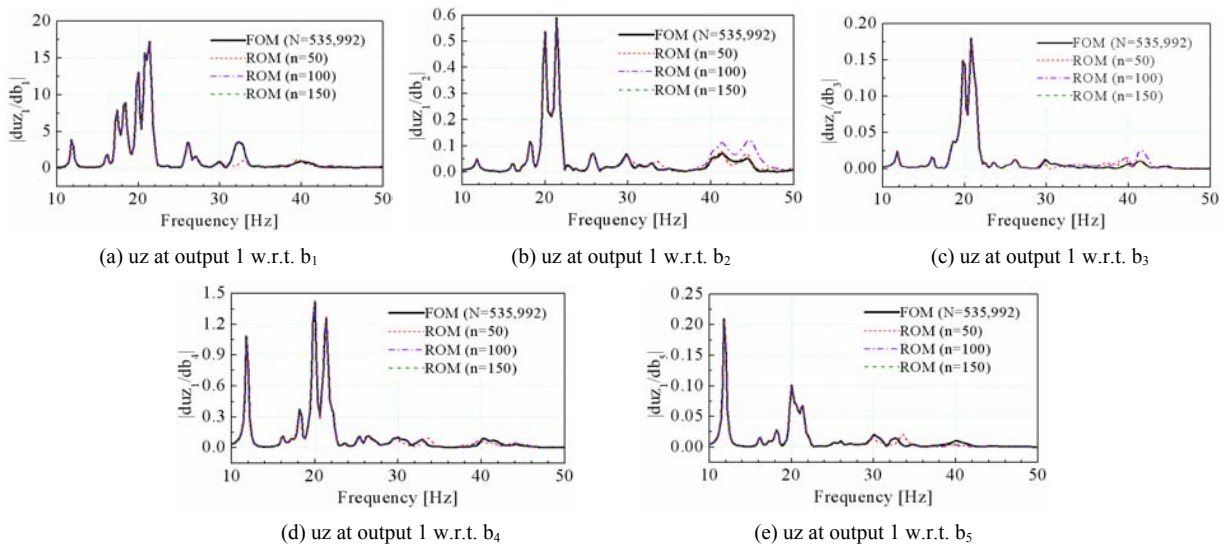 20
15
10
5
0
|duz₁/db₁|
FOM (N=535,992)
ROM (n=50)
ROM (n=100)
ROM (n=150)
10 20 30 40 50
Frequency [Hz]
(a) uz at output 1 w.r.t. b₁
0.6
0.5
0.4
0.3
0.2
0.1
0.0
|duz₁/db₂|
FOM (N=535,992)
ROM (n=50)
ROM (n=100)
ROM (n=150)
10 20 30 40 50
Frequency [Hz]
(b) uz at output 1 w.r.t. b₂
0.20
0.15
0.10
0.05
0.00
|duz₁/db₃|
FOM (N=535,992)
ROM (n=50)
ROM (n=100)
ROM (n=150)
10 20 30 40 50
Frequency [Hz]
(c) uz at output 1 w.r.t. b₃
1.5
1.2
0.9
0.6
0.3
0.0
|duz₁/db₄|
FOM (N=535,992)
ROM (n=50)
ROM (n=100)
ROM (n=150)
10 20 30 40 50
Frequency [Hz]
(d) uz at output 1 w.r.t. b₄
0.25
0.20
0.15
0.10
0.05
0.00
|duz₁/db₅|
FOM (N=535,992)
ROM (n=50)
ROM (n=100)
ROM (n=150)
10 20 30 40 50
Frequency [Hz]
(e) uz at output 1 w.r.t. b₅